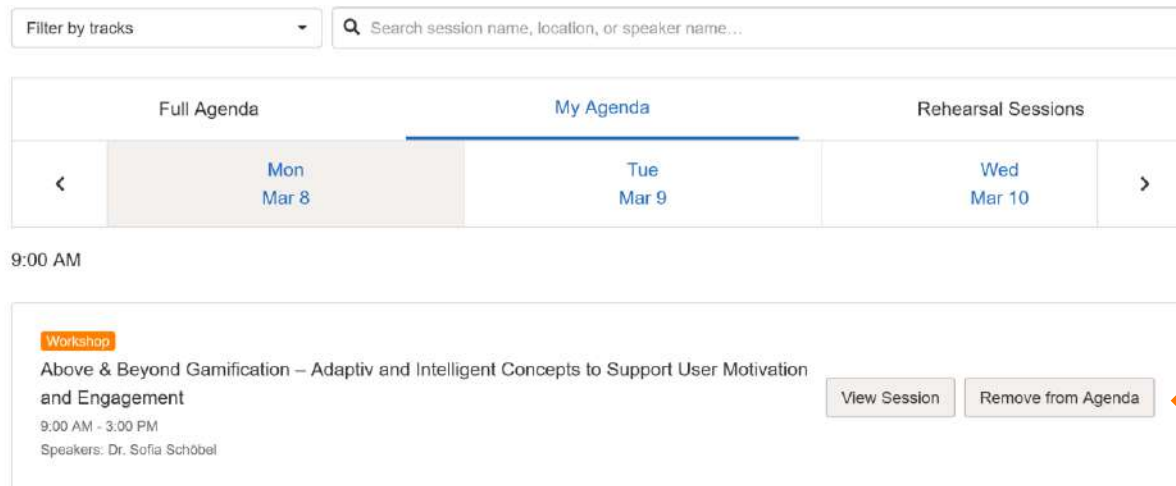 Filter by tracks
Search session name, location, or speaker name...
Full Agenda
My Agenda
Rehearsal Sessions
Mon
Mar 8
Tue
Mar 9
Wed
Mar 10
9:00 AM
Workshop
Above & Beyond Gamification – Adaptiv and Intelligent Concepts to Support User Motivation
and Engagement
View Session
Remove from Agenda
9:00 AM - 3:00 PM
Speakers: Dr. Sofia Schöbel